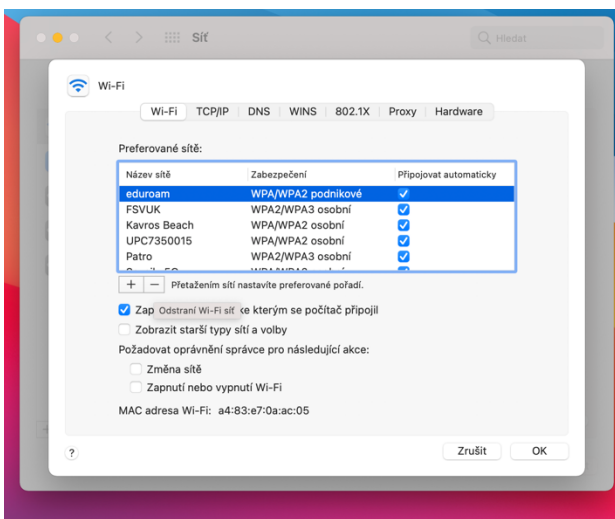 Síť
Hledat
Wi-Fi
Wi-Fi TCP/IP DNS WINS 802.1X Proxy Hardware
Preferované sítě:
Název sítě Zabezpečení Připojovat automaticky
eduroam WPA/WPA2 podnikové
FSVUK WPA2/WPA3 osobní
Kavros Beach WPA/WPA2 osobní
UPC7350015 WPA/WPA2 osobní
Patro WPA2/WPA3 osobní
+ − Přetažením sítí nastavíte preferované pořadí.
Odstraní Wi-Fi síť
kterým se počítač připojil
Zobrazit starší typy sítí a volby
Požadovat oprávnění správce pro následující akce:
Změna sítě
Zapnutí nebo vypnutí Wi-Fi
MAC adresa Wi-Fi: a4:83:e7:0a:ac:05
? Zrušit OK